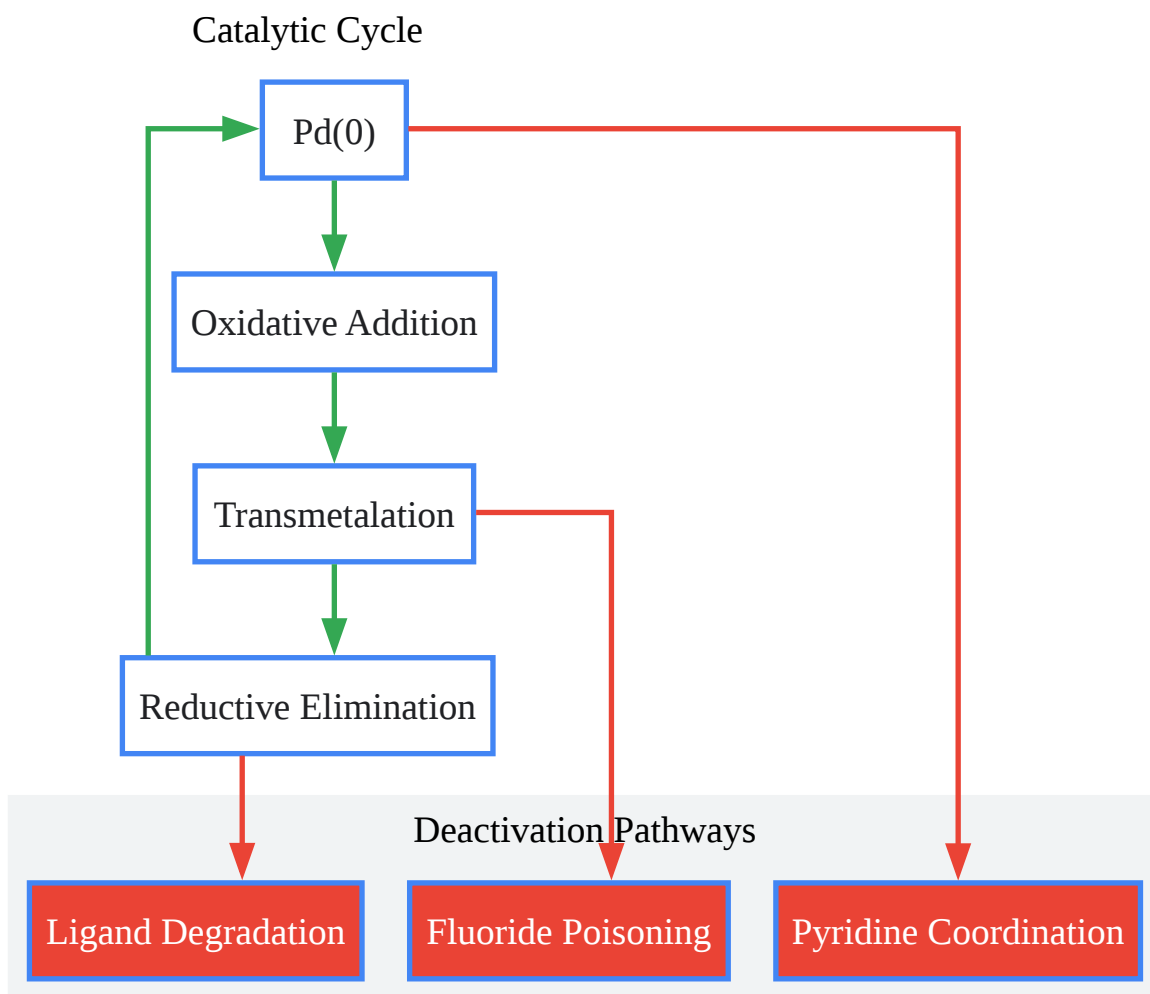 Catalytic Cycle
Pd(0)
Oxidative Addition
Transmetalation
Reductive Elimination
Deactivation Pathways
Ligand Degradation
Fluoride Poisoning
Pyridine Coordination